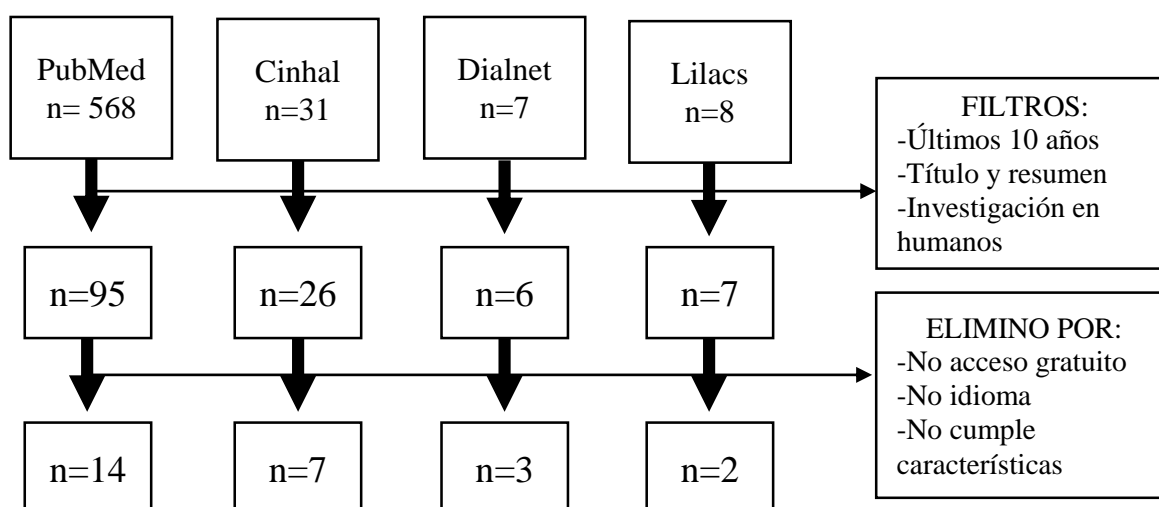 PubMed
n= 568
Cinhal
n=31
Dialnet
n=7
Lilacs
n=8
FILTROS:
-Últimos 10 años
-Título y resumen
-Investigación en
humanos
n=95
n=26
n=6
n=7
ELIMINO POR:
-No acceso gratuito
-No idioma
-No cumple
características
n=14
n=7
n=3
n=2